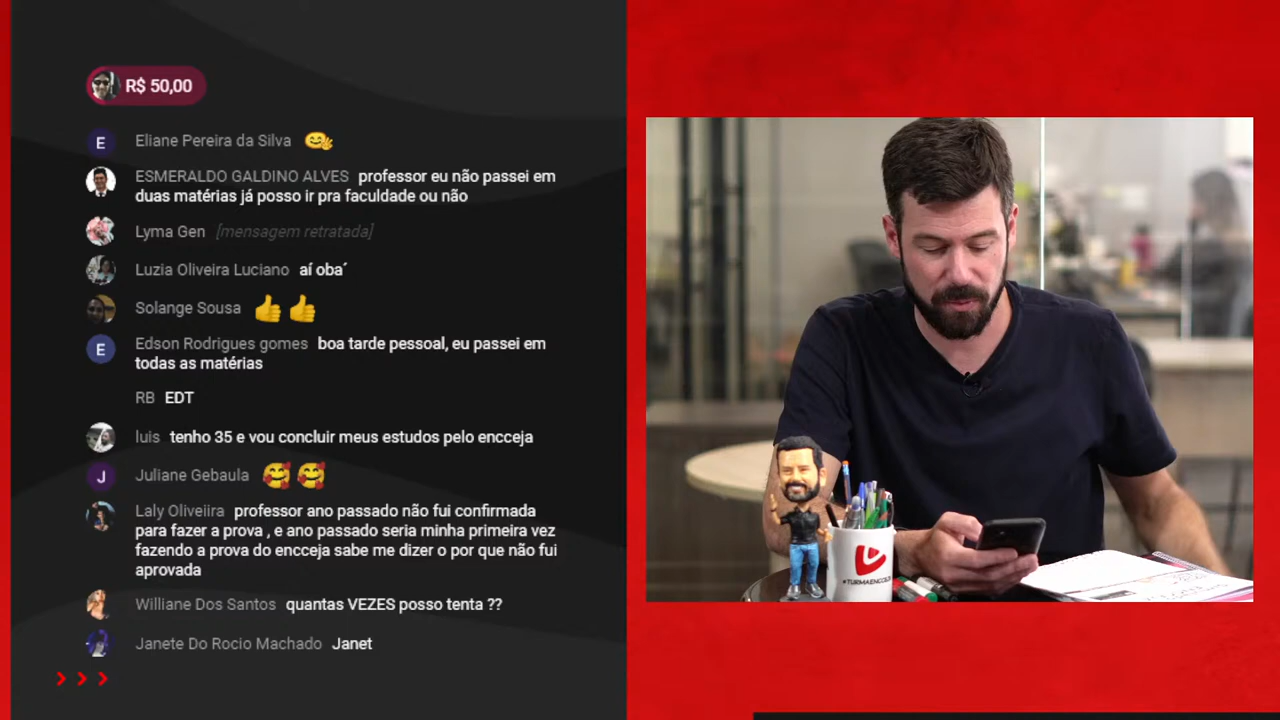 R$ 50,00
E Eliane Pereira da Silva
ESMERALDO GALDINO ALVES professor eu não passei em
duas matérias já posso ir pra faculdade ou não
Lyma Gen [mensagem retratada]
Luzia Oliveira Luciano aí oba´
Solange Sousa
E Edson Rodrigues gomes boa tarde pessoal, eu passei em
todas as matérias
RB EDT
luis tenho 35 e vou concluir meus estudos pelo encceja
J Juliane Gebaula 🥰 🥰
Laly Oliveiira professor ano passado não fui confirmada
para fazer a prova , e ano passado seria minha primeira vez
fazendo a prova do encceja sabe me dizer o por que não fui
aprovada
Williane Dos Santos quantas VEZES posso tenta ??
Janete Do Rocio Machado Janet